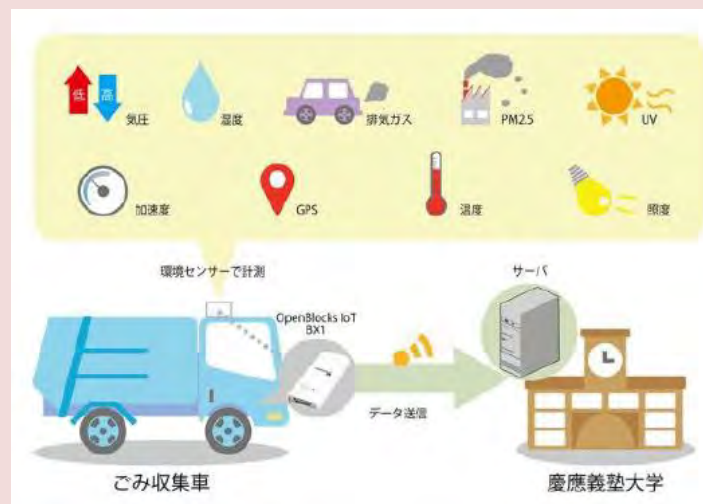 低
高
気圧
湿度
排気ガス
PM2.5
UV
加速度
GPS
温度
照度
環境センサーで計測
サーバ
OpenBlocks IoT
BX1
データ送信
ごみ収集車
慶應義塾大学